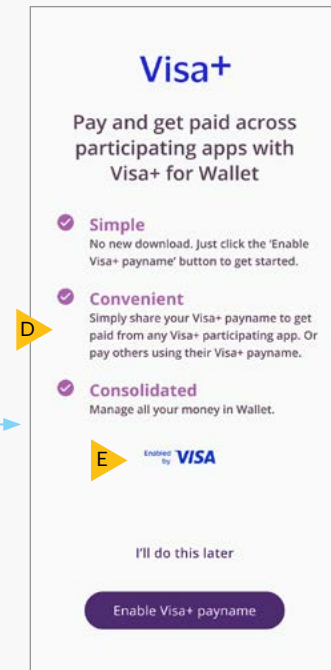 Visa+
Pay and get paid across
participating apps with
Visa+ for Wallet
Simple
No new download. Just click the ‘Enable
Visa+ payname’ button to get started.
D
Convenient
Simply share your Visa+ payname to get
paid from any Visa+ participating app. Or
pay others using their Visa+ payname.
Consolidated
Manage all your money in Wallet.
E
Enabled
by VISA
I'll do this later
Enable Visa+ payname